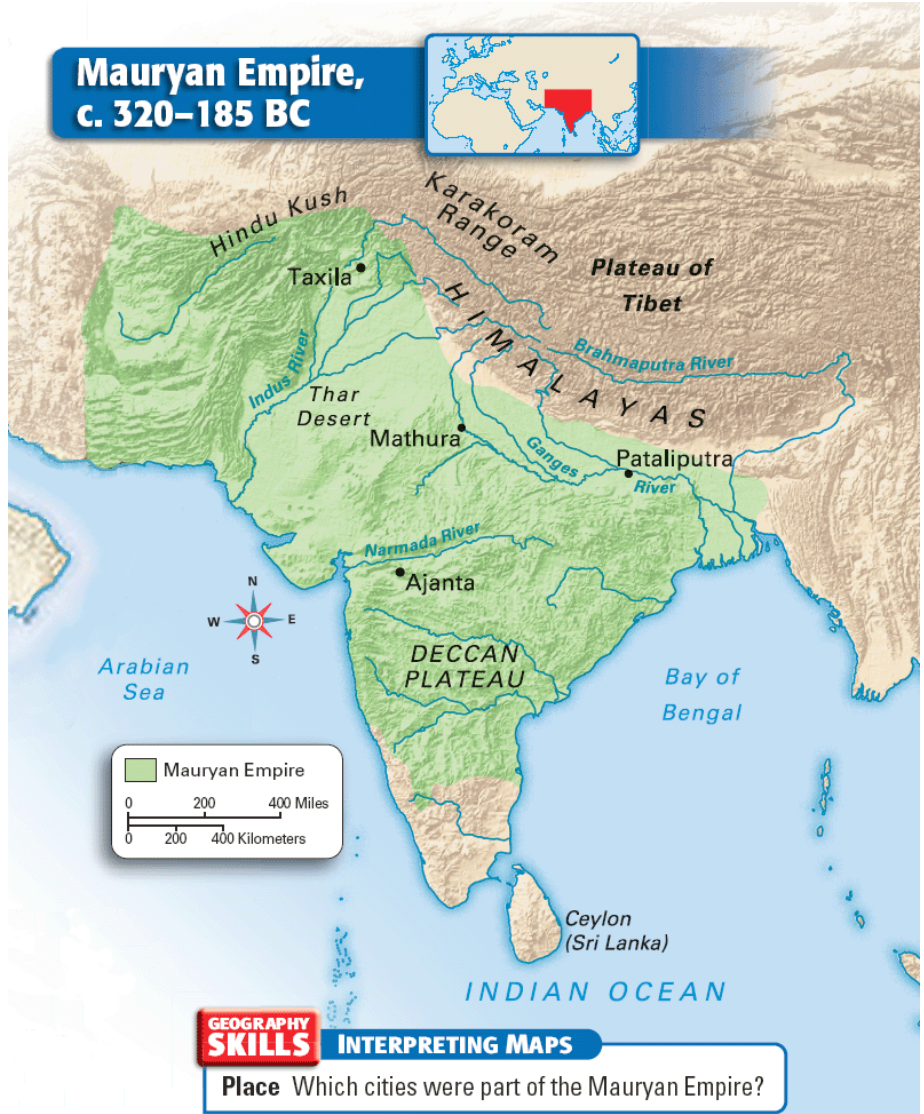 Mauryan Empire,
c. 320–185 BC
Hindu Kush
Karakoram
Range
Plateau of
Tibet
Taxila
HIMALAYAS
Brahmaputra River
Indus River
Thar
Desert
Mathura
Ganges
River
Pataliputra
Narmada River
Ajanta
N
W
E
S
DECCAN
PLATEAU
Arabian
Sea
Bay of
Bengal
Mauryan Empire
0 200 400 Miles
0 200 400 Kilometers
Ceylon
(Sri Lanka)
INDIAN OCEAN
GEOGRAPHY
SKILLS
INTERPRETING MAPS
Place Which cities were part of the Mauryan Empire?